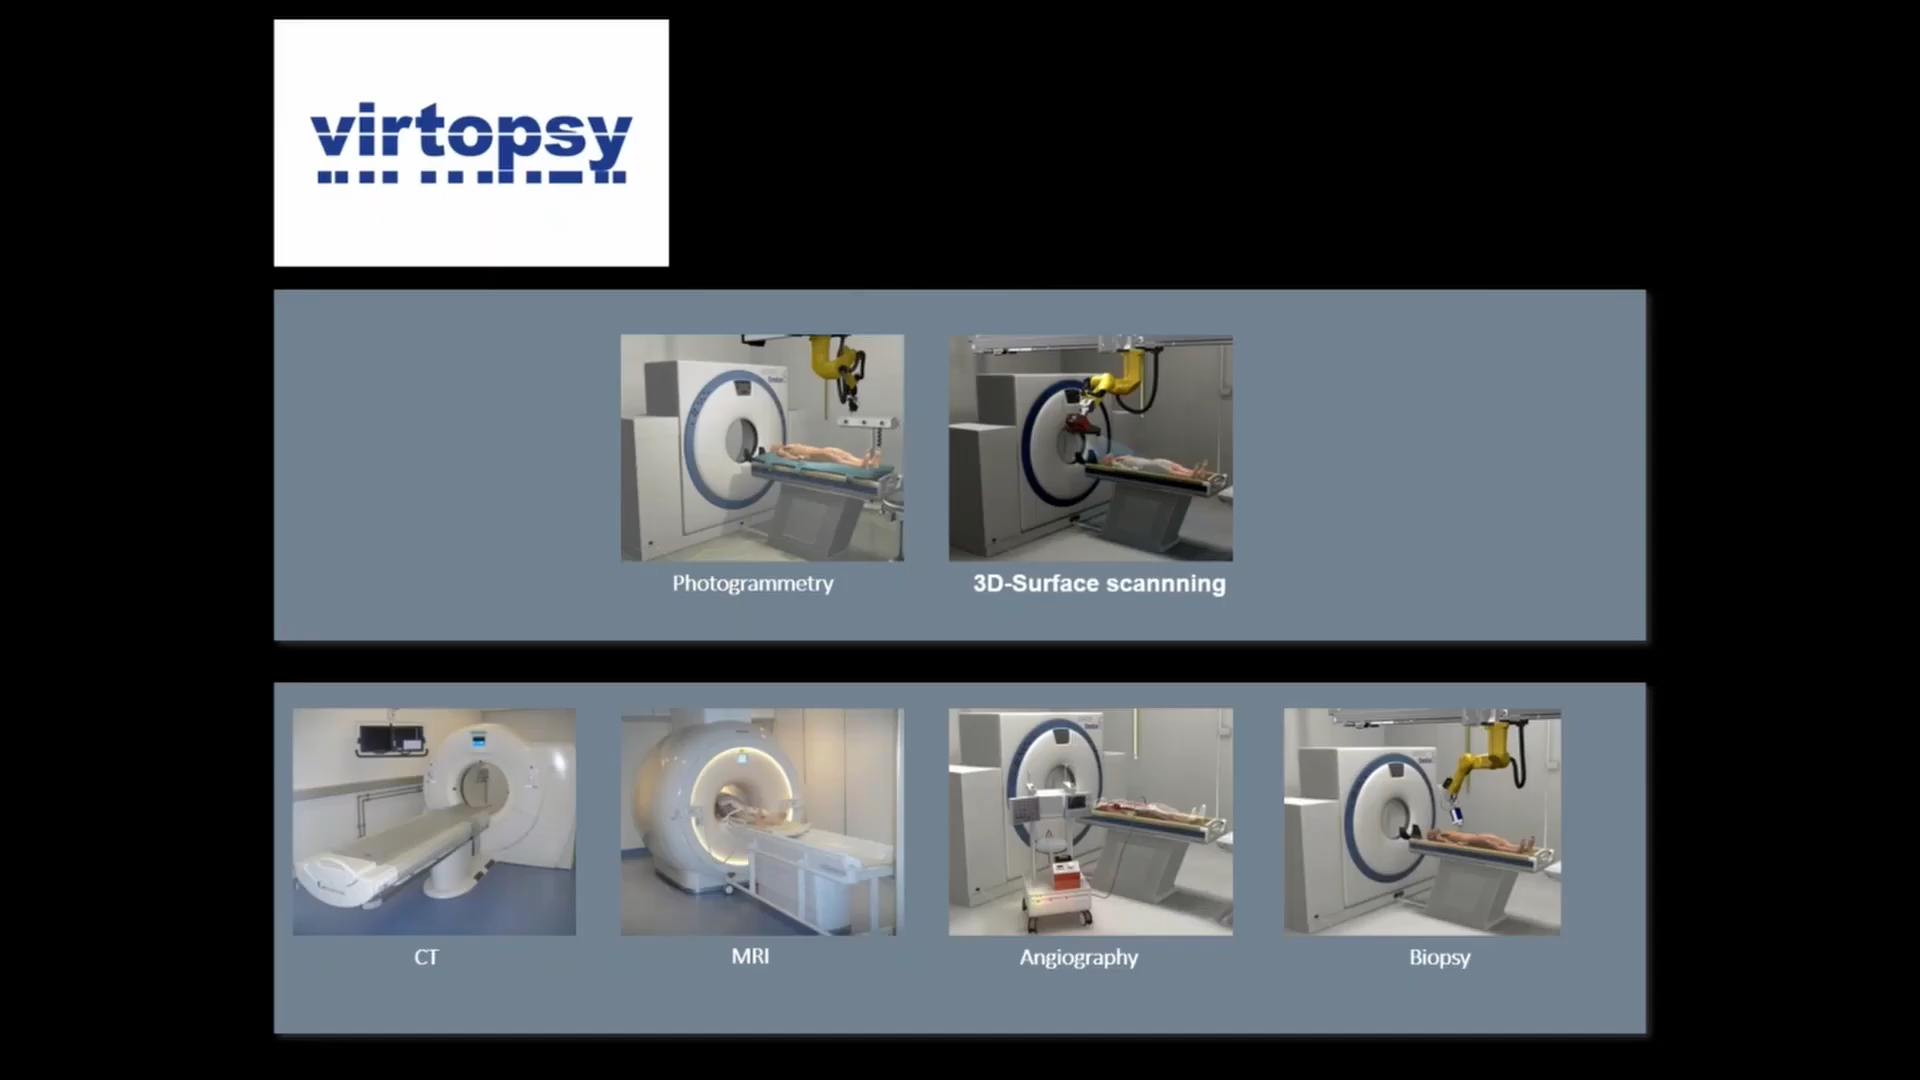 virtopsy
Photogrammetry
3D-Surface scannning
CT
MRI
Angiography
Biopsy